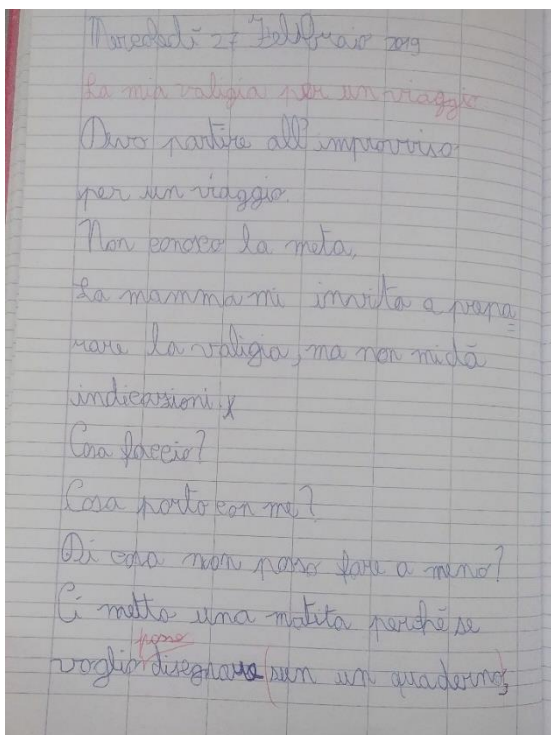 Mercoledì 27 Febbraio 2019
La mia valigia per un viaggio
Devo partire all'improvviso
per un viaggio.
Non conosco la meta,
La mamma mi invita a prepa
rare la valigia, ma non mi dà
indicazioni.
Cosa faccio?
Cosa porto con me?
Di cosa non posso fare a meno?
Ci metto una matita perché se
posso
voglio disegnare (sun un quaderno)